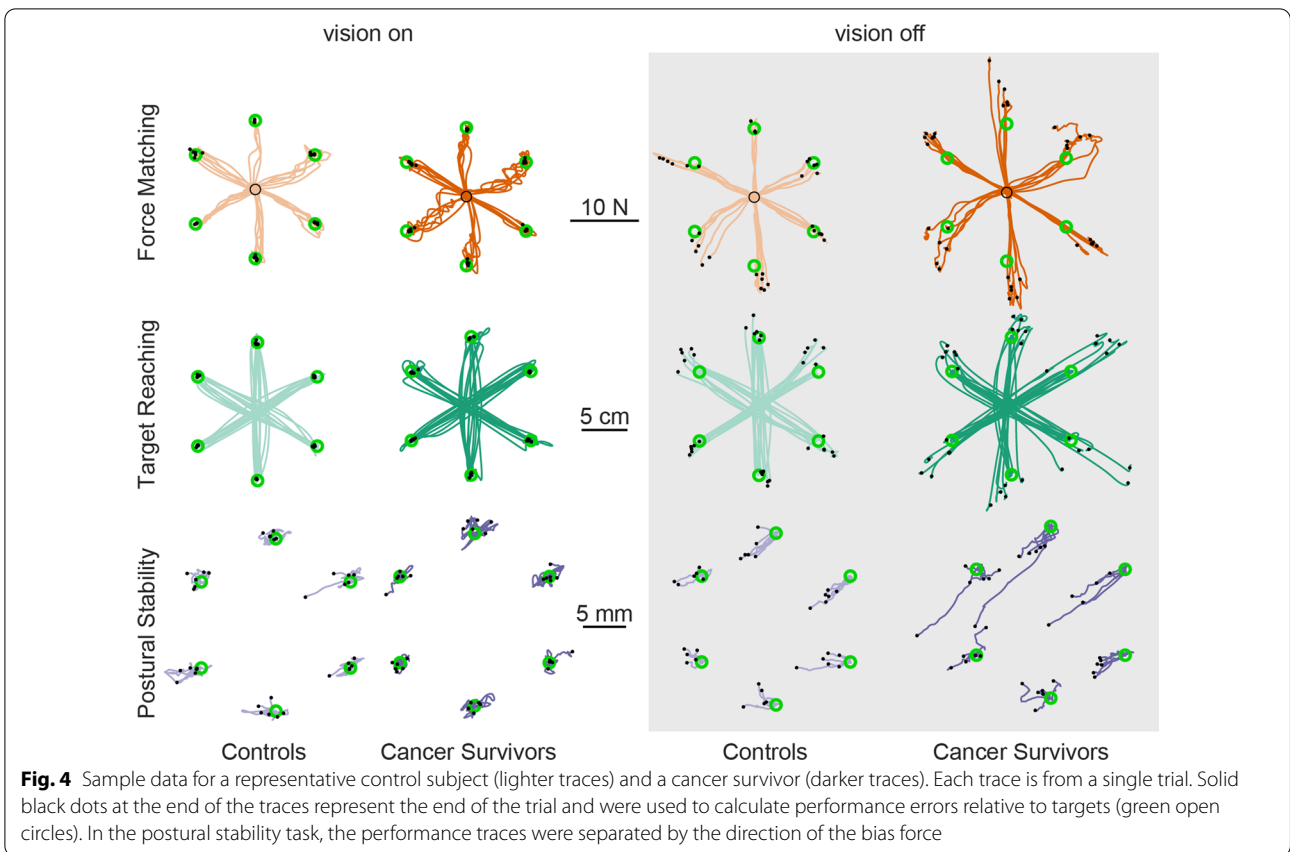 vision on
vision off
Force Matching
10 N
Target Reaching
5 cm
Postural Stability
5 mm
Controls
Cancer Survivors
Controls
Cancer Survivors
Fig. 4 Sample data for a representative control subject (lighter traces) and a cancer survivor (darker traces). Each trace is from a single trial. Solid
black dots at the end of the traces represent the end of the trial and were used to calculate performance errors relative to targets (green open
circles). In the postural stability task, the performance traces were separated by the direction of the bias force